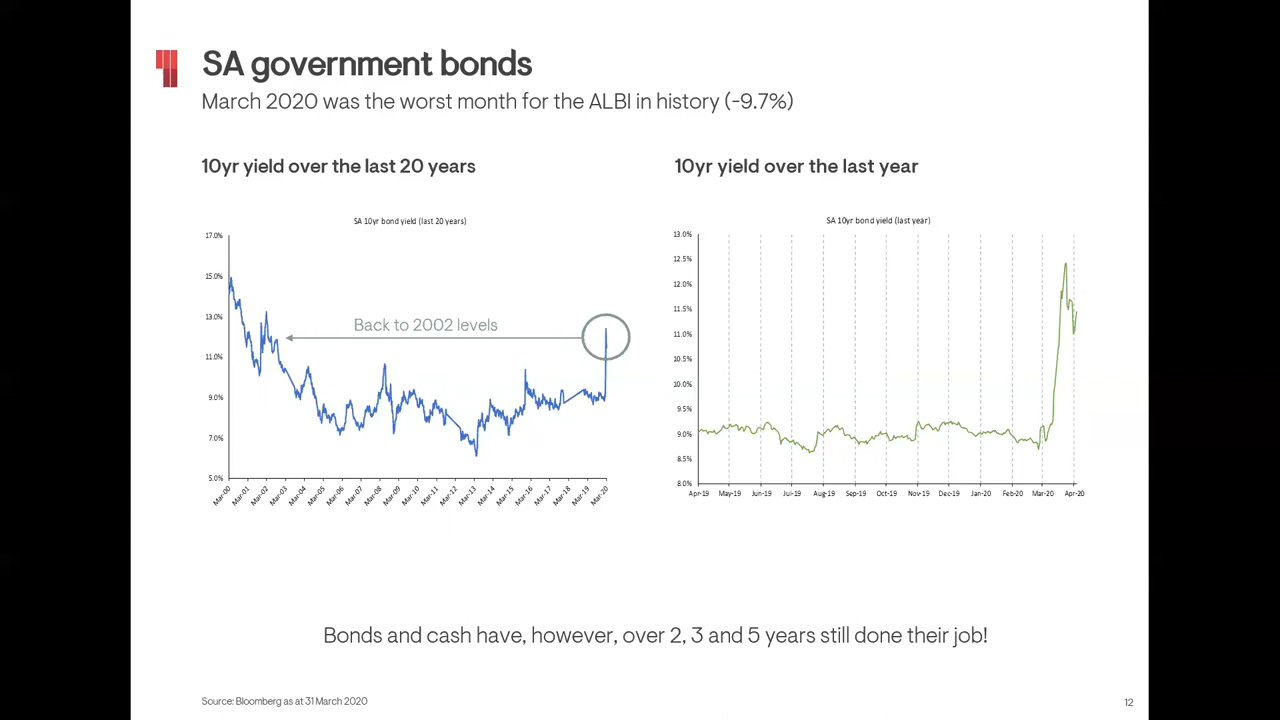 SA government bonds
March 2020 was the worst month for the ALBI in history (-9.7%)
10yr yield over the last 20 years
SA 10yr bond yield (last 20 years)
17.0%
15.0%
13.0%
11.0%
9.0%
7.0%
5.0%
Back to 2002 levels
Mar-00
Mar-01
Mar-02
Mar-03
Mar-04
Mar-05
Mar-06
Mar-07
Mar-08
Mar-09
Mar-10
Mar-11
Mar-12
Mar-13
Mar-14
Mar-15
Mar-16
Mar-17
Mar-18
Mar-19
Mar-20
10yr yield over the last year
SA 10yr bond yield (last year)
13.0%
12.5%
12.0%
11.5%
11.0%
10.5%
10.0%
9.5%
9.0%
8.5%
8.0%
Apr-19 May-19 Jun-19 Jul-19 Aug-19 Sep-19 Oct-19 Nov-19 Dec-19 Jan-20 Feb-20 Mar-20 Apr-20
Bonds and cash have, however, over 2, 3 and 5 years still done their job!
Source: Bloomberg as at 31 March 2020
12